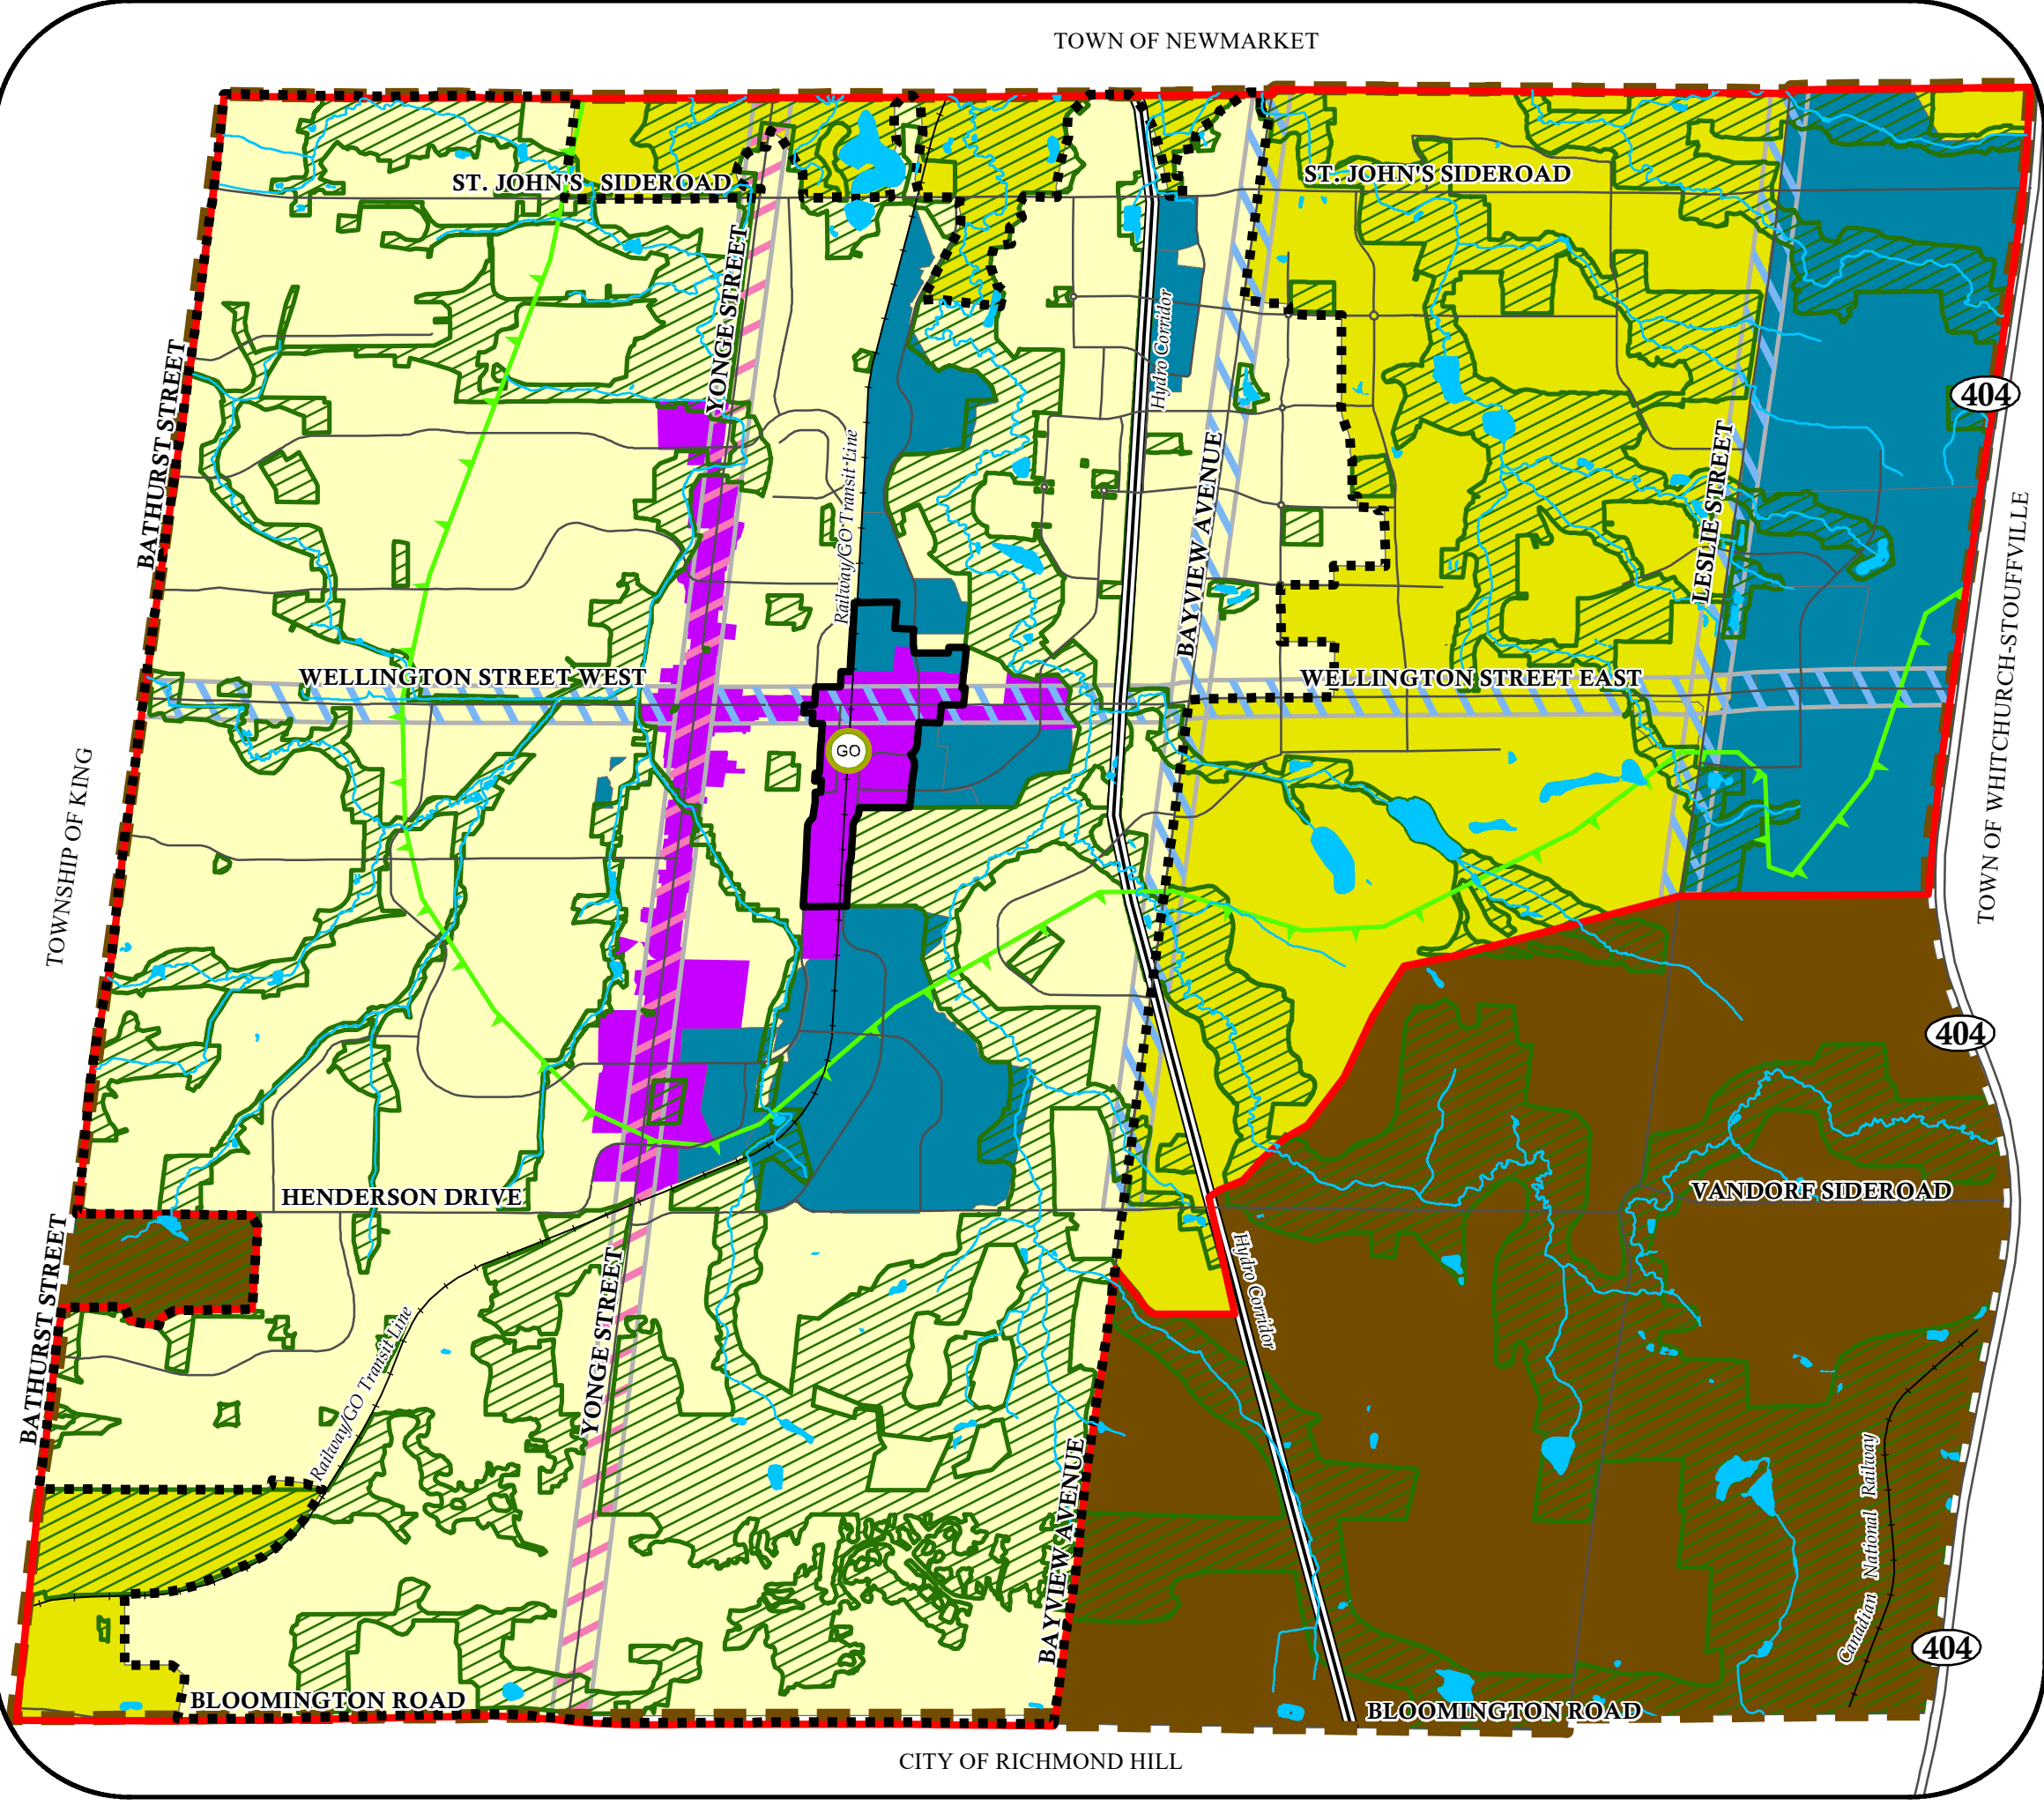 TOWN OF NEWMARKET
ST. JOHN'S SIDEROAD
ST. JOHN'S SIDEROAD
YONGE STREET
Hydro Corridor
BATHURST STREET
404
Railway/GO Transit Line
BAYVIEW AVENUE
LESLIE STREET
TOWN OF WHITCHURCH-STOUFFVILLE
WELLINGTON STREET WEST
WELLINGTON STREET EAST
GO
TOWNSHIP OF KING
404
HENDERSON DRIVE
VANDORF SIDEROAD
BATHURST STREET
YONGE STREET
Hydro Corridor
Railway/GO Transit Line
BAYVIEW AVENUE
Canadian National Railway
404
BLOOMINGTON ROAD
BLOOMINGTON ROAD
CITY OF RICHMOND HILL